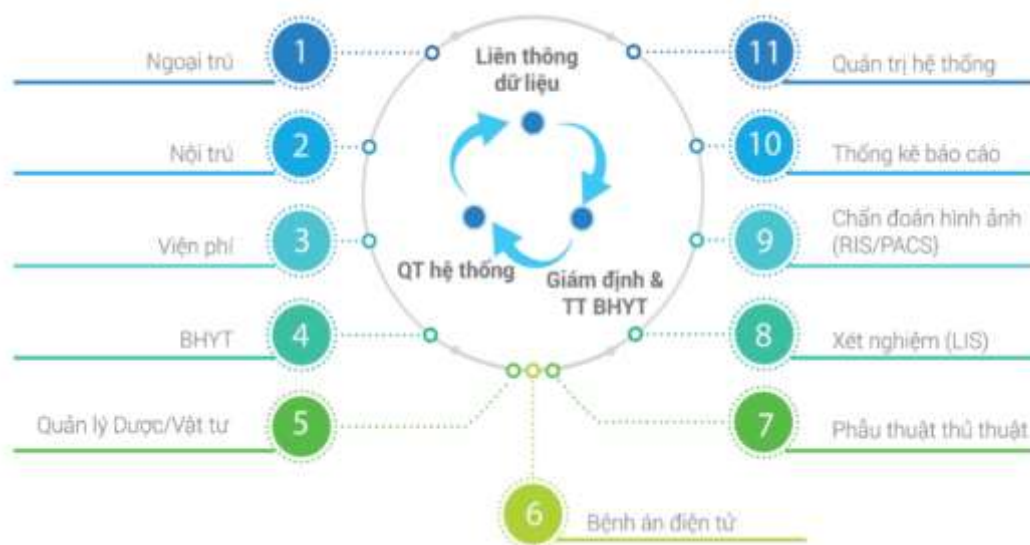 1
Ngoại trú
2
Nội trú
3
Viện phí
4
BHYT
5
Quản lý Dược/Vật tư
6
Bệnh án điện tử
7
Phẫu thuật thủ thuật
8
Xét nghiệm (LIS)
9
Chẩn đoán hình ảnh
(RIS/PACS)
10
Thống kê báo cáo
11
Quản trị hệ thống
Liên thông
dữ liệu
QT hệ thống
Giám định &
TT BHYT